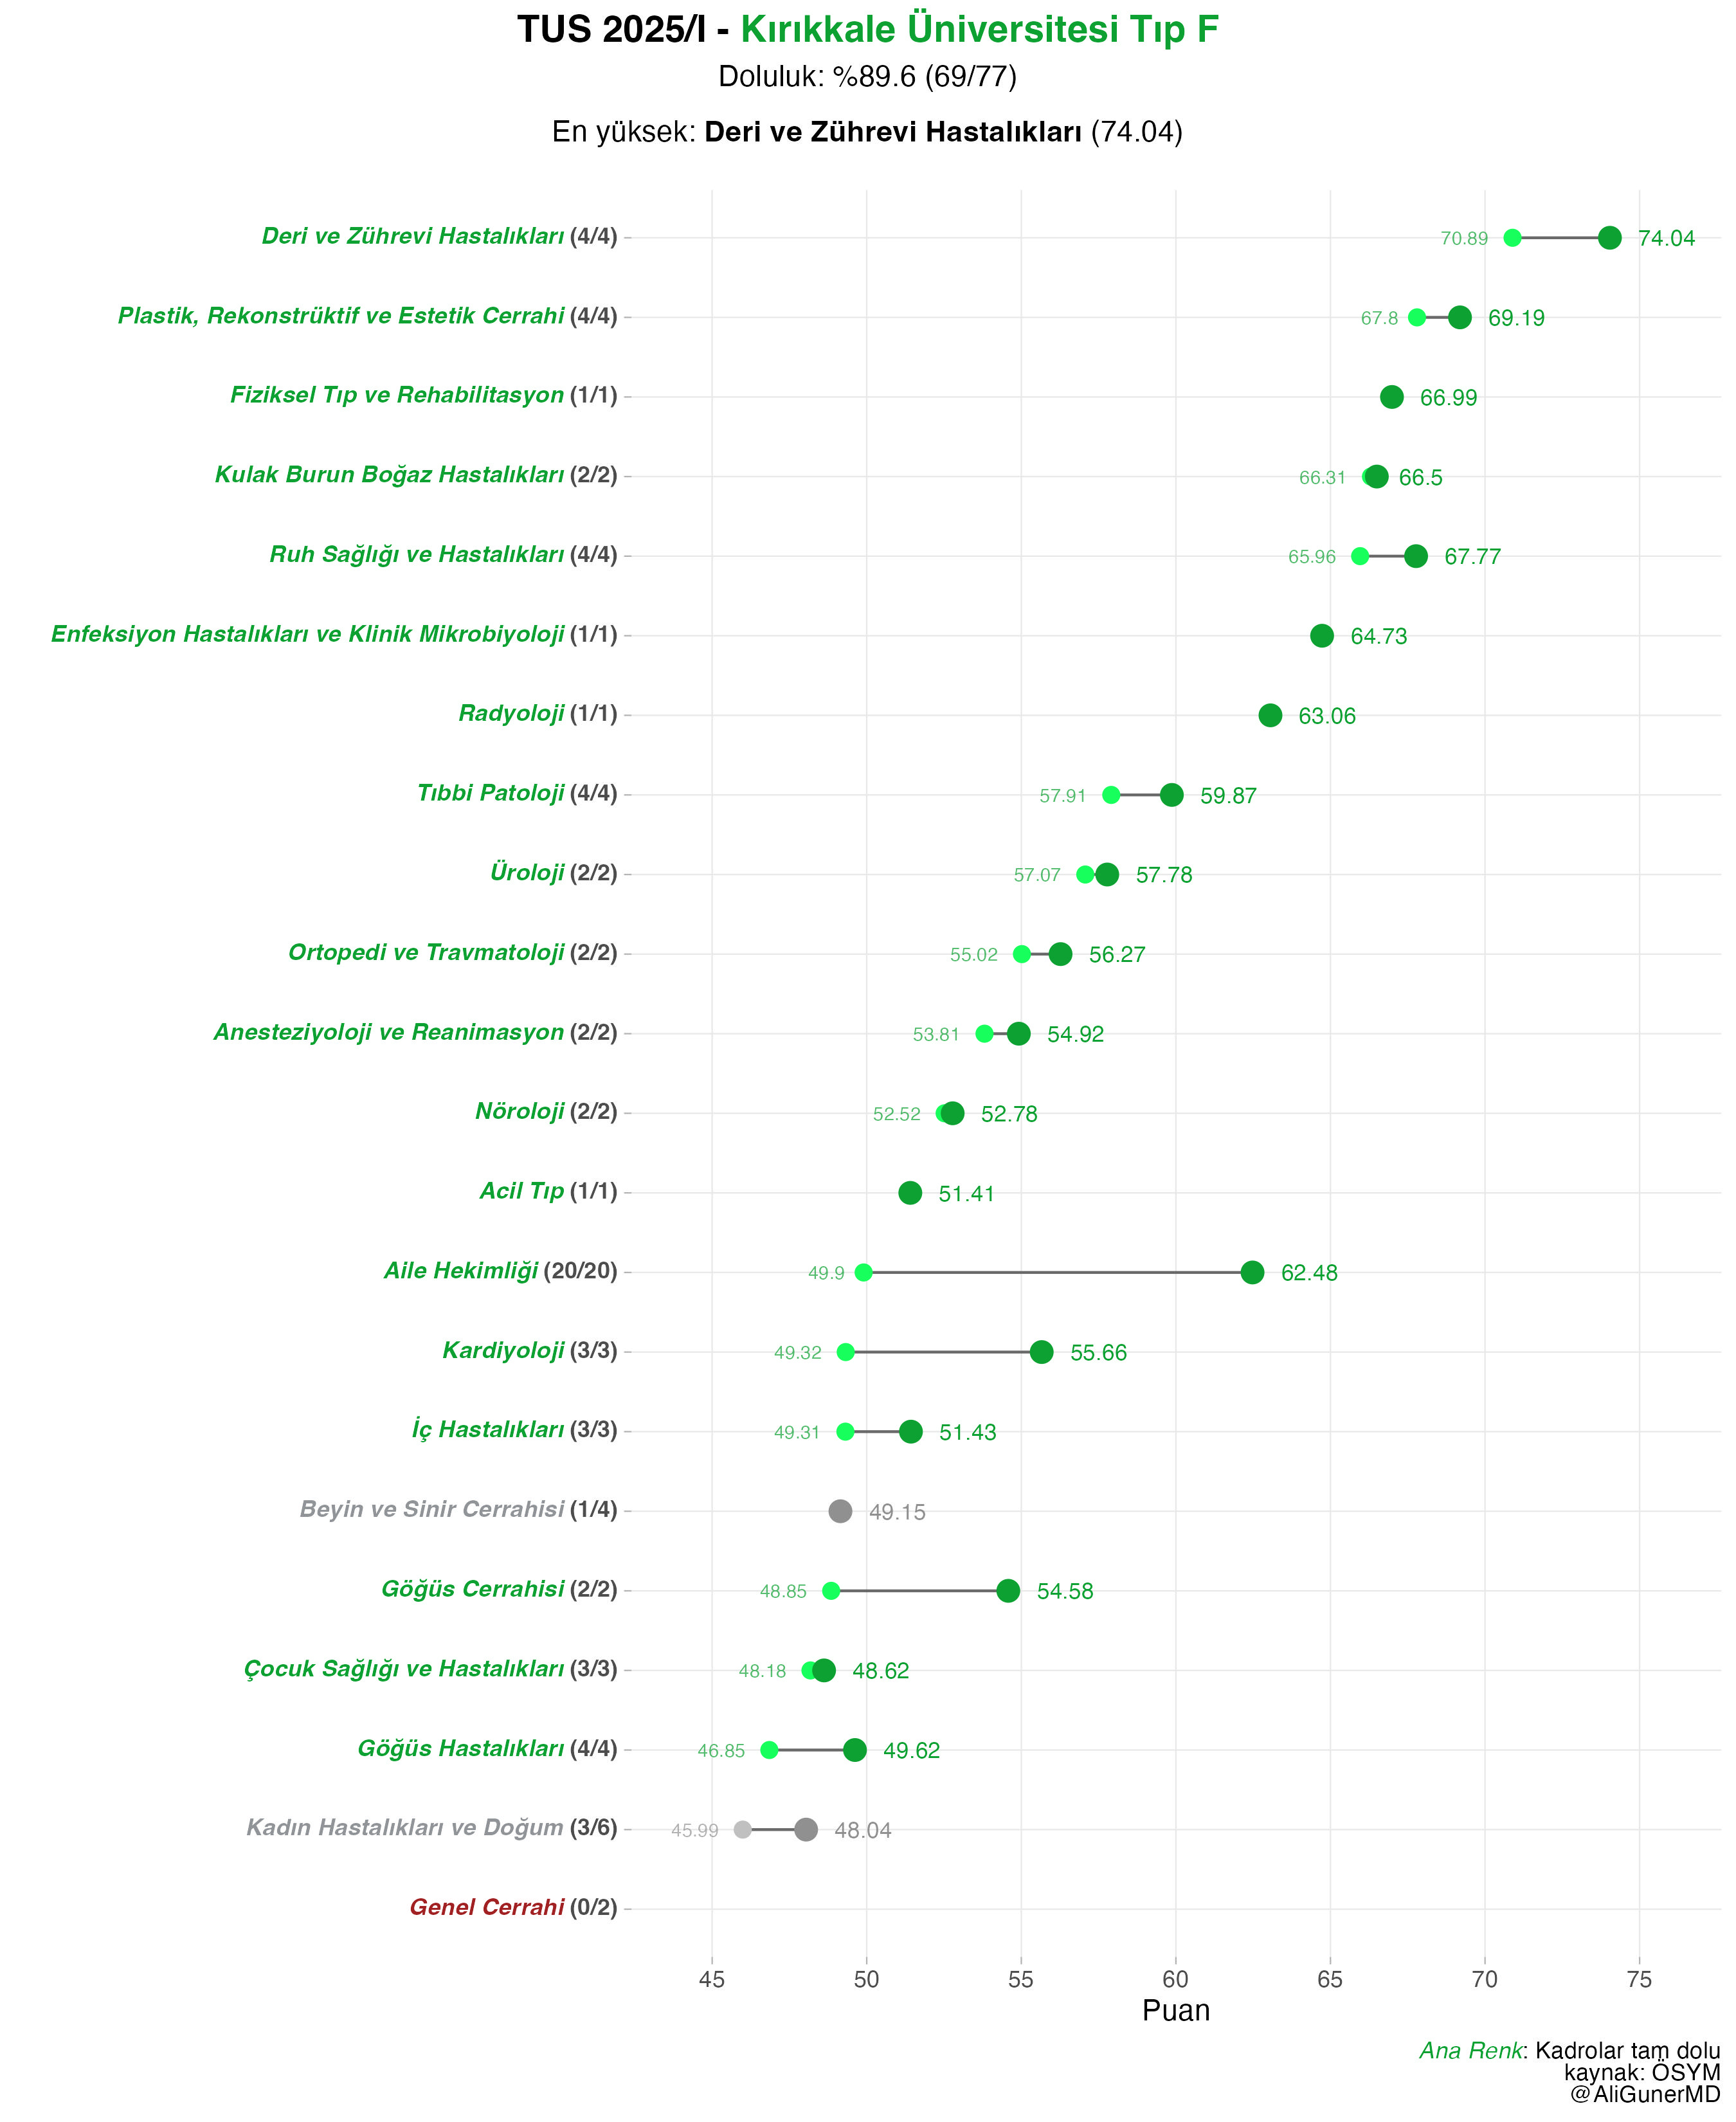 TUS 2025/I - Kırıkkale Üniversitesi Tıp F
Doluluk: %89.6 (69/77)
En yüksek: Deri ve Zührevi Hastalıkları (74.04)
Deri ve Zührevi Hastalıkları (4/4) 70.89 74.04
Plastik, Rekonstrüktif ve Estetik Cerrahi (4/4) 67.8 69.19
Fiziksel Tıp ve Rehabilitasyon (1/1) 66.99
Kulak Burun Boğaz Hastalıkları (2/2) 66.31 66.5
Ruh Sağlığı ve Hastalıkları (4/4) 65.96 67.77
Enfeksiyon Hastalıkları ve Klinik Mikrobiyoloji (1/1) 64.73
Radyoloji (1/1) 63.06
Tıbbi Patoloji (4/4) 57.91 59.87
Üroloji (2/2) 57.07 57.78
Ortopedi ve Travmatoloji (2/2) 55.02 56.27
Anesteziyoloji ve Reanimasyon (2/2) 53.81 54.92
Nöroloji (2/2) 52.52 52.78
Acil Tıp (1/1) 51.41
Aile Hekimliği (20/20) 49.9 62.48
Kardiyoloji (3/3) 49.32 55.66
İç Hastalıkları (3/3) 49.31 51.43
Beyin ve Sinir Cerrahisi (1/4) 49.15
Göğüs Cerrahisi (2/2) 48.85 54.58
Çocuk Sağlığı ve Hastalıkları (3/3) 48.18 48.62
Göğüs Hastalıkları (4/4) 46.85 49.62
Kadın Hastalıkları ve Doğum (3/6) 45.99 48.04
Genel Cerrahi (0/2)
45 50 55 60 65 70 75
Puan
Ana Renk: Kadrolar tam dolu
kaynak: ÖSYM
@AliGunerMD